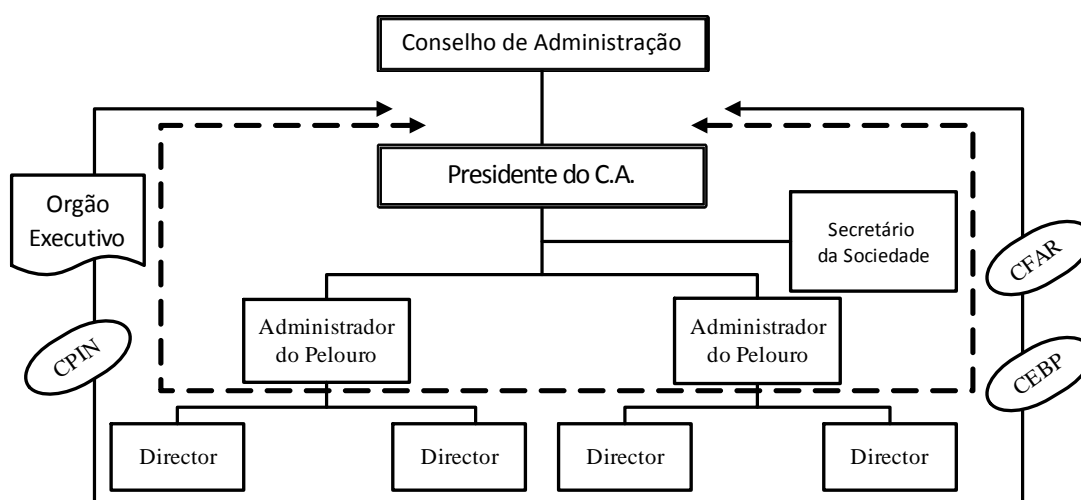 Conselho de Administração
Presidente do C.A.
Orgão
Executivo
Secretário
da Sociedade
CFAR
Administrador
do Pelouro
Administrador
do Pelouro
CPIN
CEBP
Director
Director
Director
Director